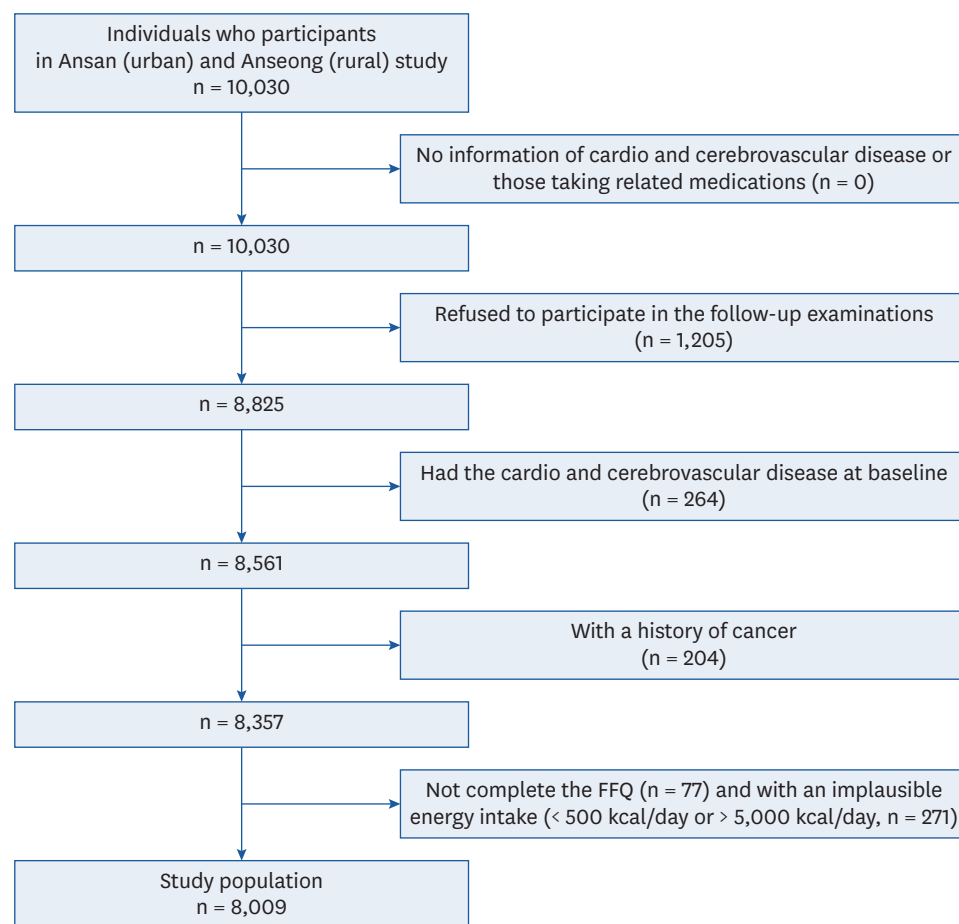 Individuals who participants
in Ansan (urban) and Anseong (rural) study
n = 10,030
No information of cardio and cerebrovascular disease or
those taking related medications (n = 0)
n = 10,030
Refused to participate in the follow-up examinations
(n = 1,205)
n = 8,825
Had the cardio and cerebrovascular disease at baseline
(n = 264)
n = 8,561
With a history of cancer
(n = 204)
n = 8,357
Not complete the FFQ (n = 77) and with an implausible
energy intake (< 500 kcal/day or > 5,000 kcal/day, n = 271)
Study population
n = 8,009